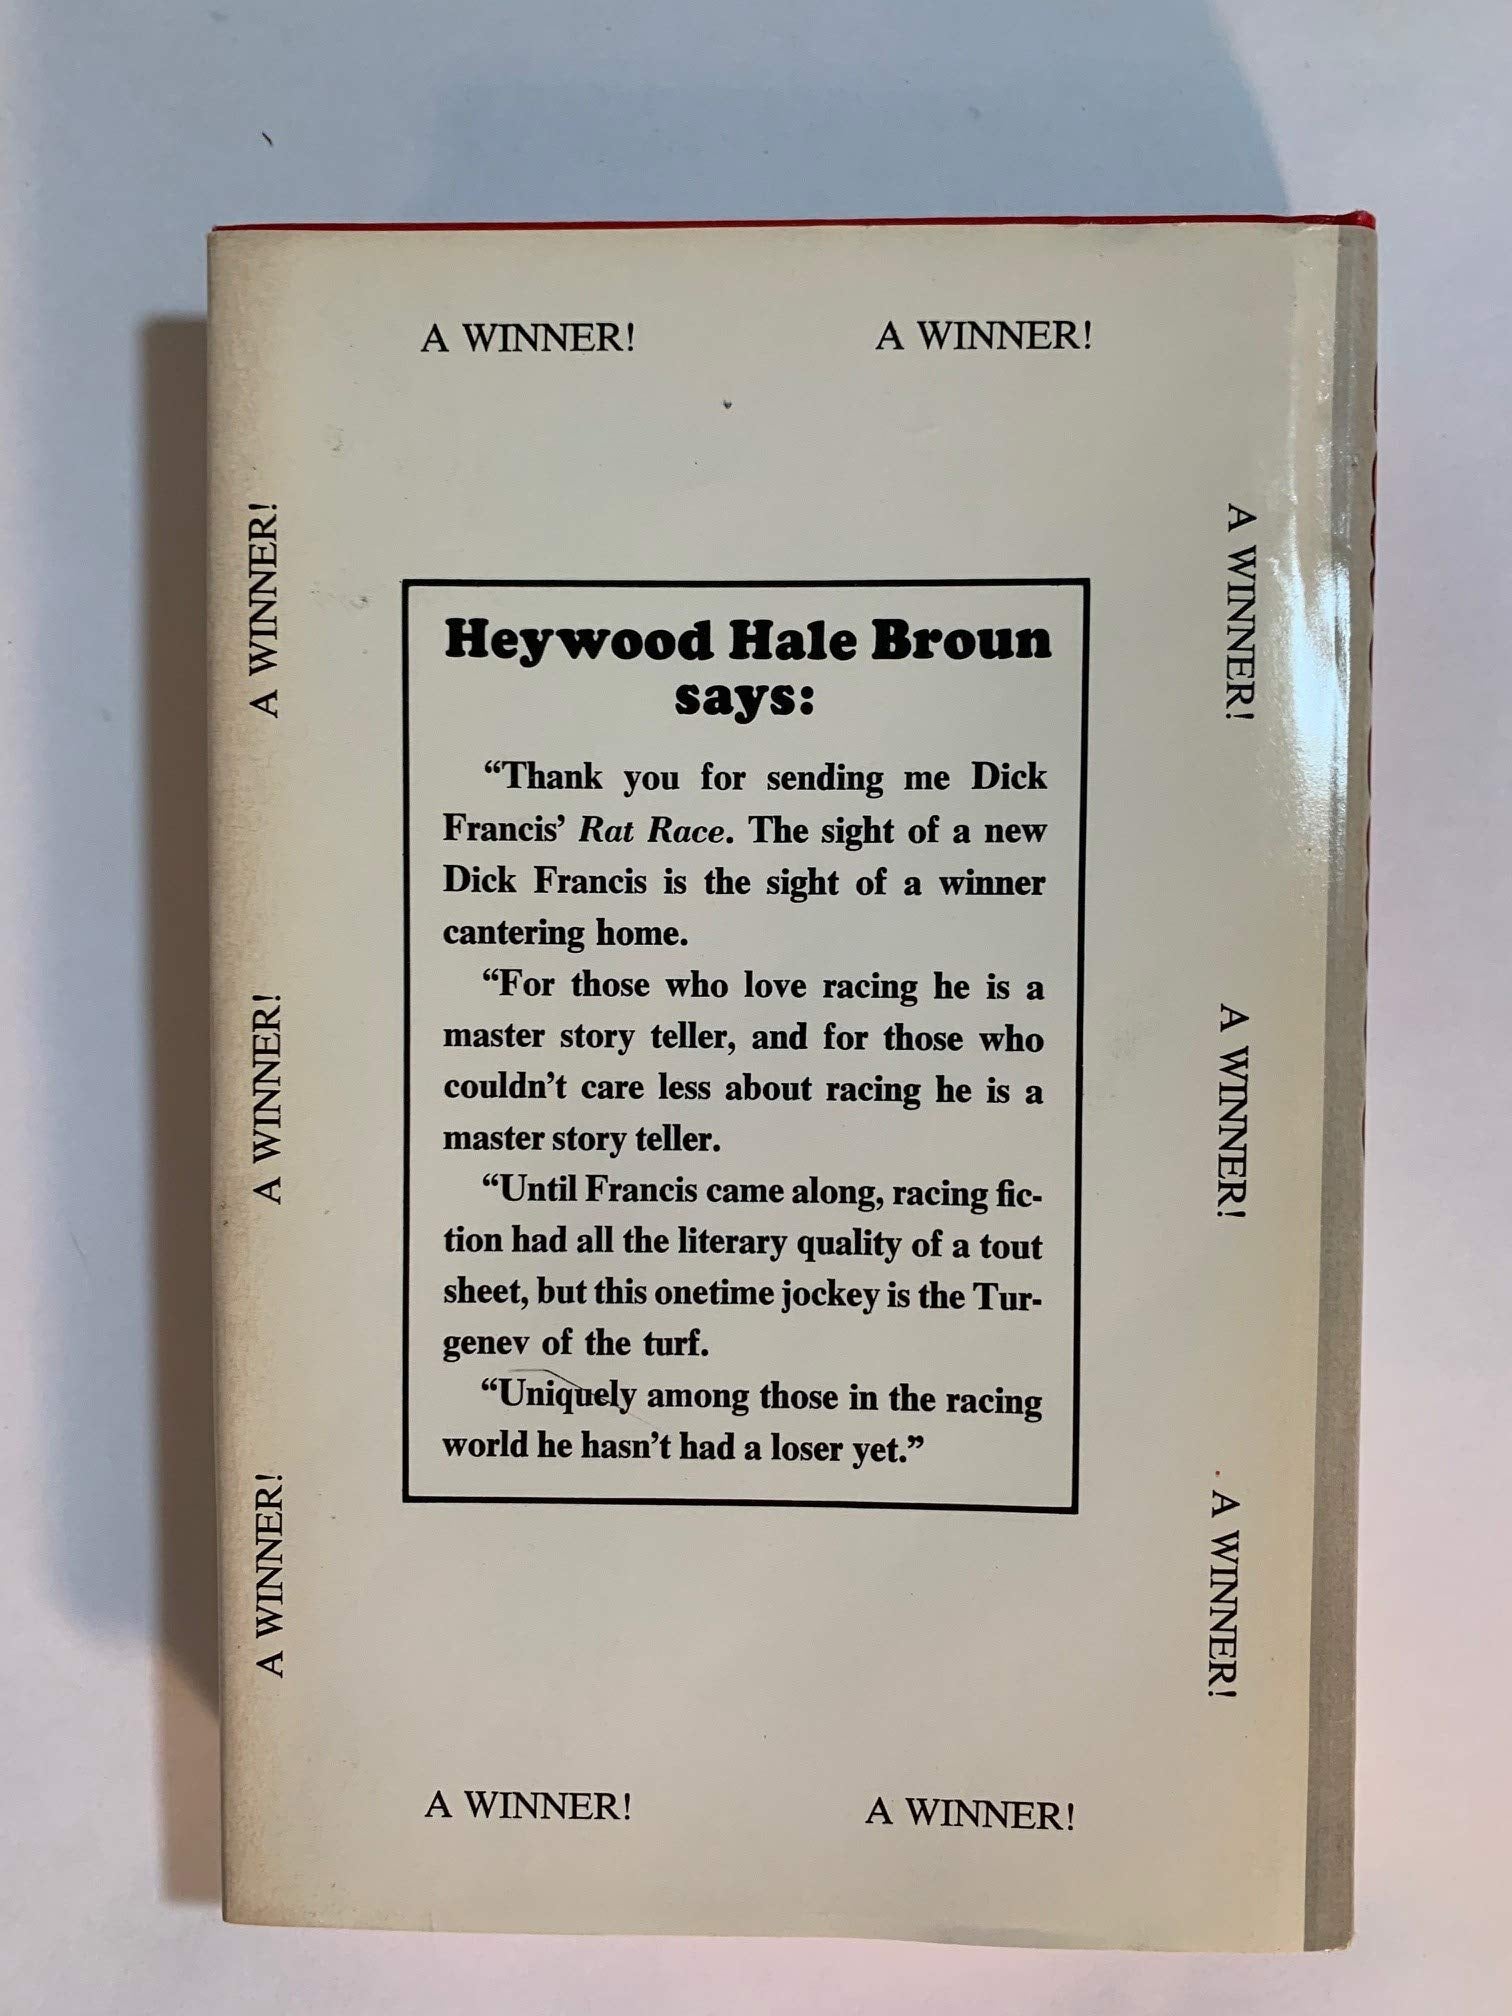 A WINNER!
A WINNER!
A WINNER!
A WINNER!
A WINNER!
Heywood Hale Broun
says:
“Thank you for sending me Dick
Francis’ Rat Race. The sight of a new
Dick Francis is the sight of a winner
cantering home.
“For those who love racing he is a
master story teller, and for those who
couldn’t care less about racing he is a
master story teller.
“Until Francis came along, racing fic-
tion had all the literary quality of a tout
sheet, but this onetime jockey is the Tur-
genev of the turf.
“Uniquely among those in the racing
world he hasn’t had a loser yet.”
A WINNER!
A WINNER!
A WINNER!
A WINNER!
A WINNER!